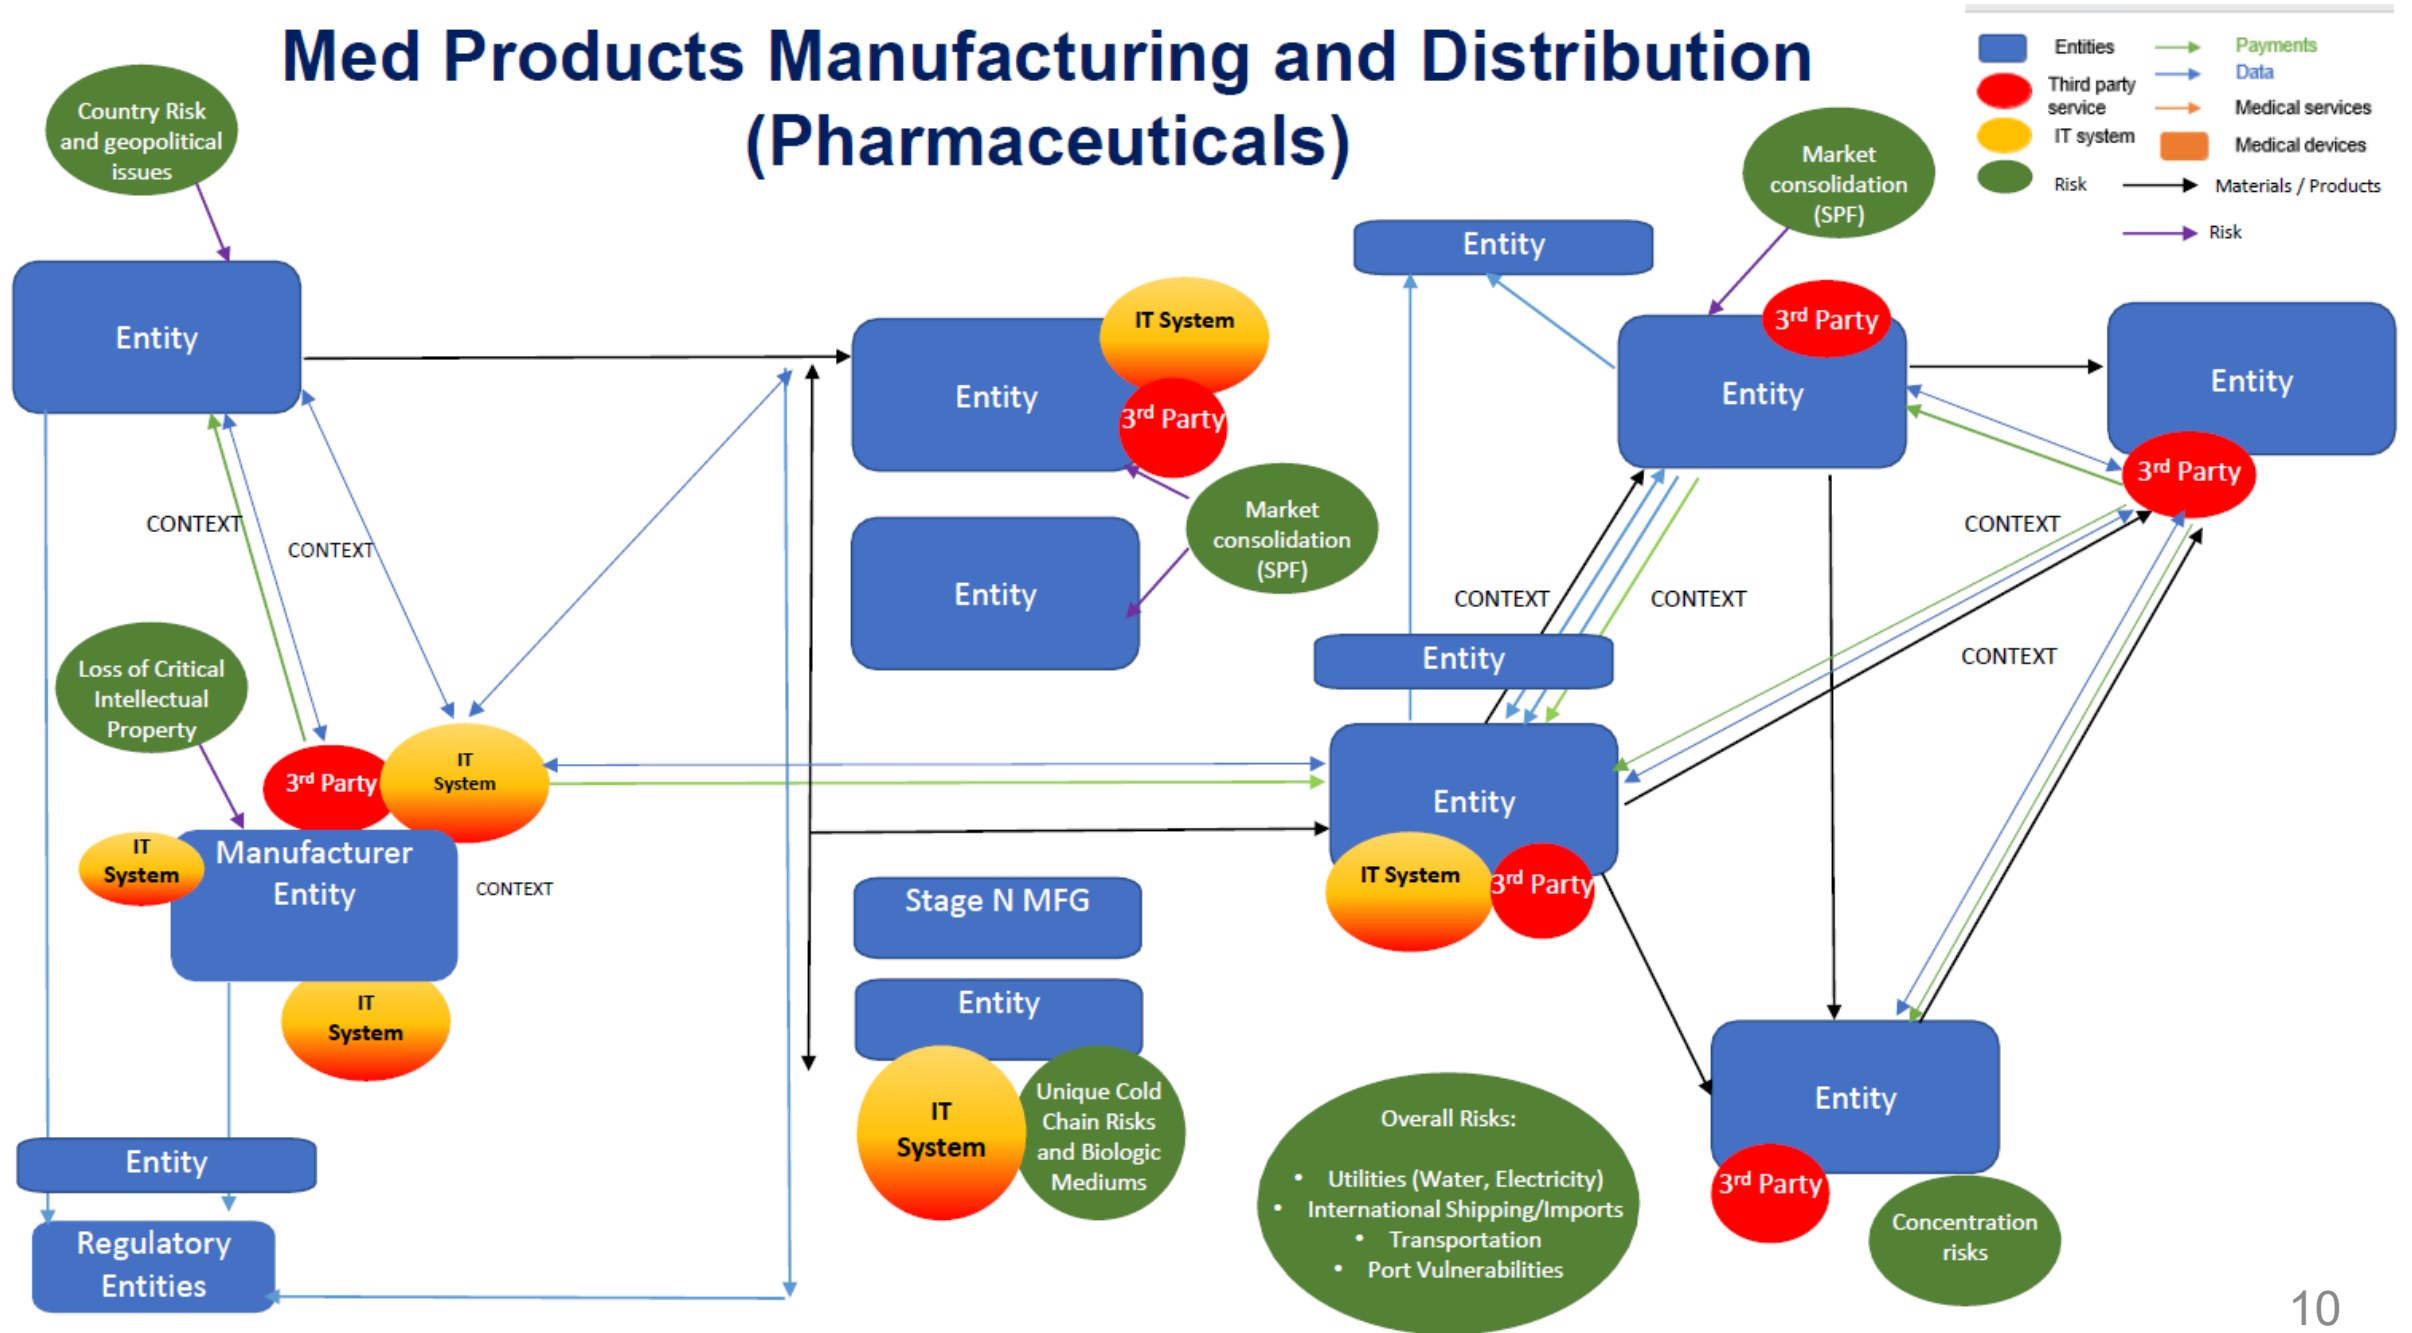 Med Products Manufacturing and Distribution
(Pharmaceuticals)
Entities
Payments
Data
Third party
service
Medical services
IT system
Medical devices
Risk
Materials / Products
Risk
Country Risk
and geopolitical
issues
Market
consolidation
(SPF)
Entity
Entity
IT System
3rd Party
Entity
3rd Party
Entity
Entity
3rd Party
Entity
CONTEXT
CONTEXT
Market
consolidation
(SPF)
Entity
CONTEXT
CONTEXT
CONTEXT
CONTEXT
Entity
Loss of Critical
Intellectual
Property
3rd Party
IT
System
IT
System
Manufacturer
Entity
CONTEXT
IT
System
Entity
IT System
3rd Party
Stage N MFG
Entity
IT
System
Unique Cold
Chain Risks
and Biologic
Mediums
Overall Risks:
• Utilities (Water, Electricity)
• International Shipping/Imports
• Transportation
• Port Vulnerabilities
Entity
3rd Party
Concentration
risks
Entity
Regulatory
Entities
10